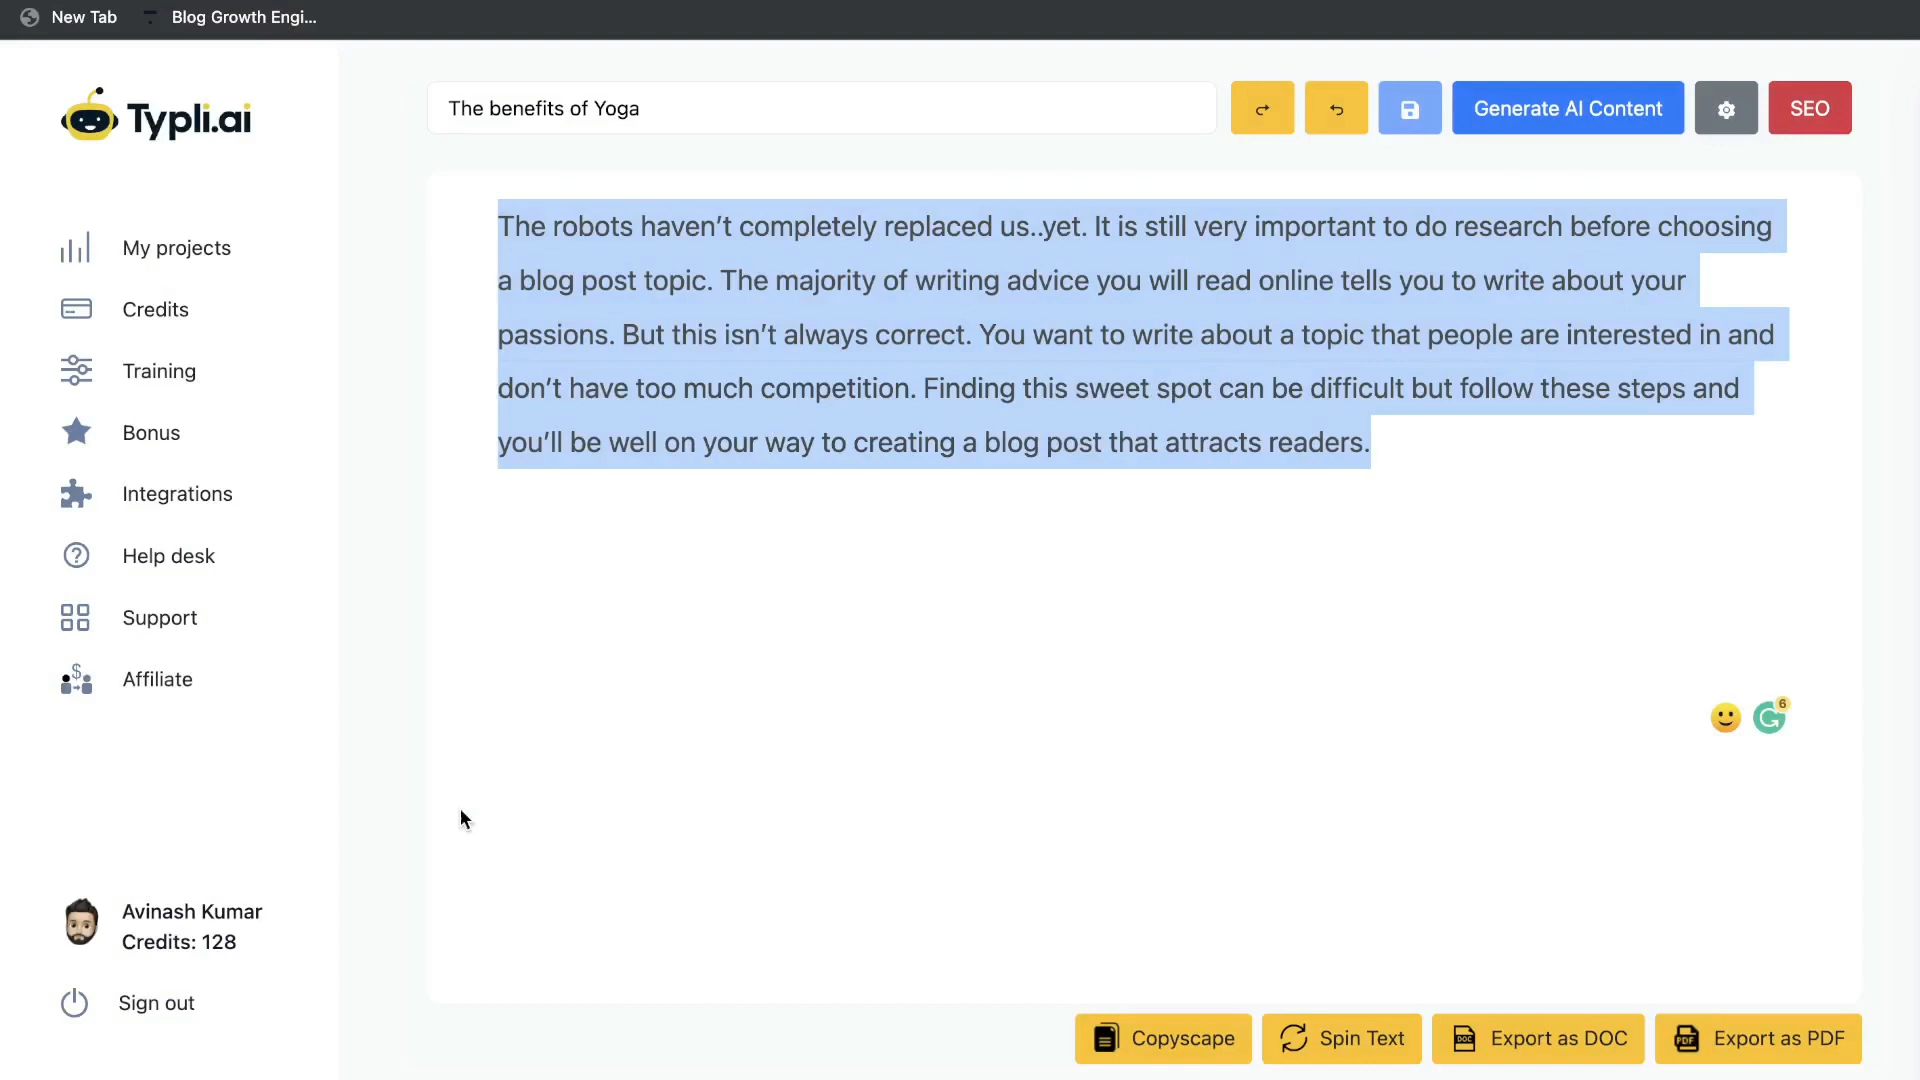 New Tab
Blog Growth Engi...
Typli.ai
The benefits of Yoga
Generate AI Content
SEO
My projects
Credits
Training
Bonus
Integrations
Help desk
Support
Affiliate
The robots haven’t completely replaced us..yet. It is still very important to do research before choosing
a blog post topic. The majority of writing advice you will read online tells you to write about your
passions. But this isn’t always correct. You want to write about a topic that people are interested in and
don’t have too much competition. Finding this sweet spot can be difficult but follow these steps and
you’ll be well on your way to creating a blog post that attracts readers.
6
Avinash Kumar
Credits: 128
Sign out
Copyscape
Spin Text
DOC
Export as DOC
PDF
Export as PDF